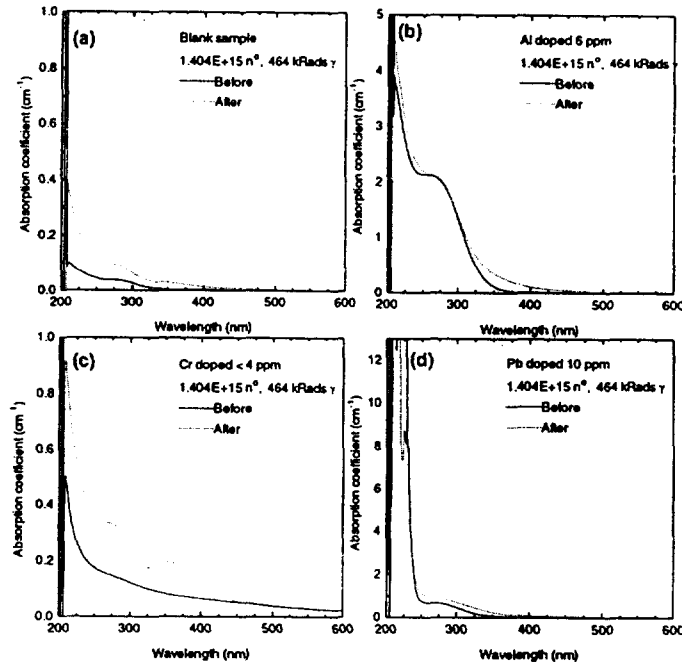 (a)
Blank sample
1.404E+15 n°, 464 kRads γ
Before
After
Absorption coefficient (cm⁻¹)
1.0
0.8
0.6
0.4
0.2
0.0
200 300 400 500 600
Wavelength (nm)
(b)
Al doped 6 ppm
1.404E+15 n°, 464 kRads γ
Before
After
Absorption coefficient (cm⁻¹)
5
4
3
2
1
0
200 300 400 500 600
Wavelength (nm)
(c)
Cr doped < 4 ppm
1.404E+15 n°, 464 kRads γ
Before
After
Absorption coefficient (cm⁻¹)
1.0
0.8
0.6
0.4
0.2
0.0
200 300 400 500 600
Wavelength (nm)
(d)
Pb doped 10 ppm
1.404E+15 n°, 464 kRads γ
Before
After
Absorption coefficient (cm⁻¹)
12
10
8
6
4
2
0
200 300 400 500 600
Wavelength (nm)